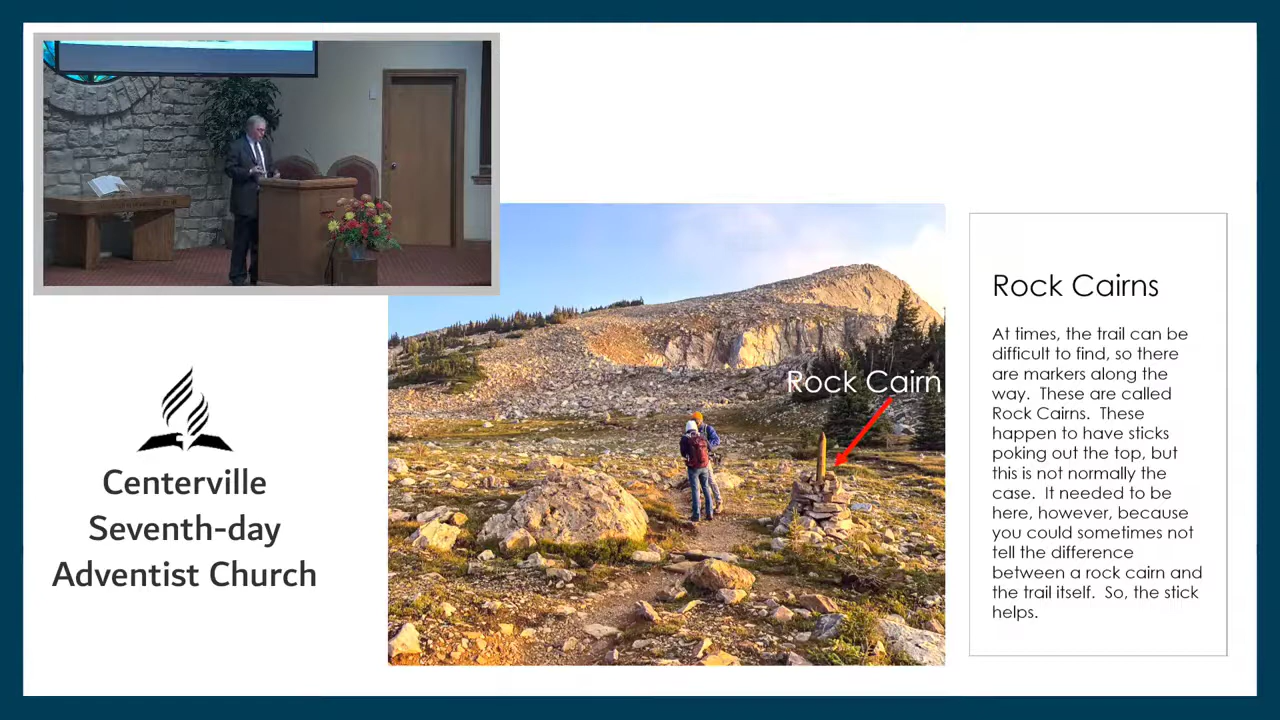 Centerville
Seventh-day
Adventist Church
Rock Cairn
Rock Cairns
At times, the trail can be
difficult to find, so there
are markers along the
way.  These are called
Rock Cairns.  These
happen to have sticks
poking out the top, but
this is not normally the
case.  It needed to be
here, however, because
you could sometimes not
tell the difference
between a rock cairn and
the trail itself.  So, the stick
helps.